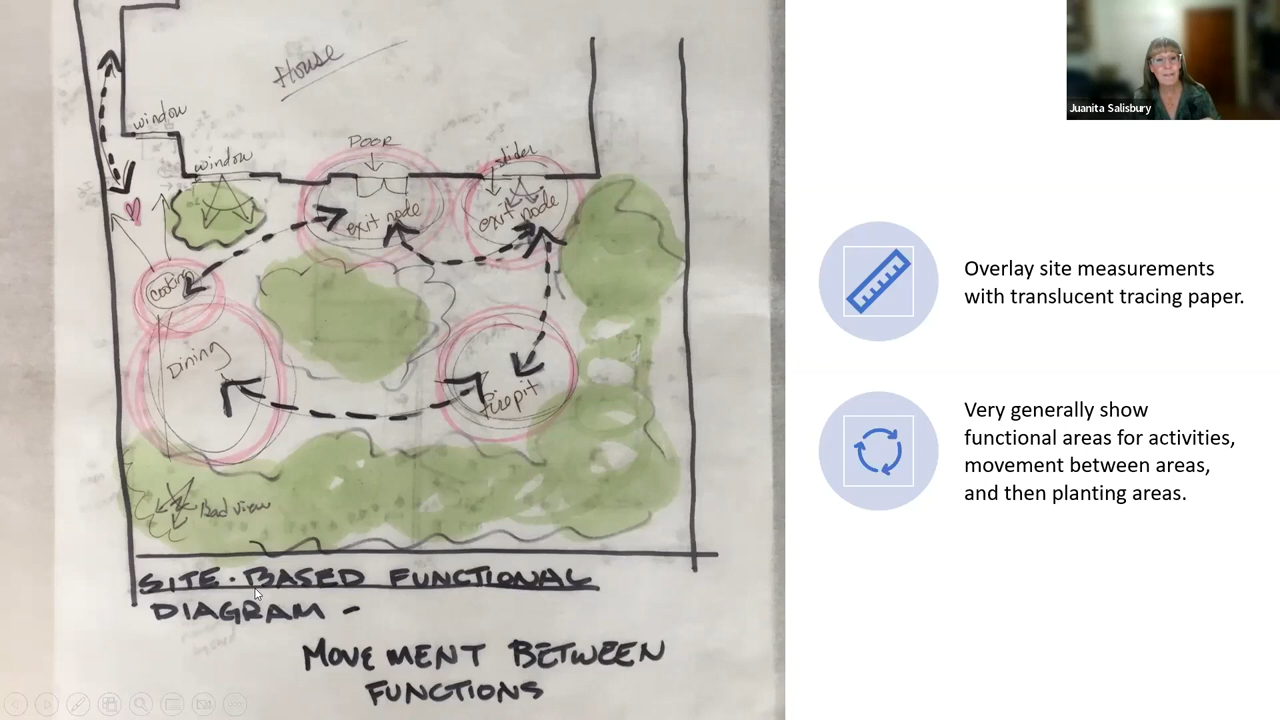 House
window
window
DOOR
slider
exit node
exit node
cooking
Dining
firepit
Bad view
SITE-BASED FUNCTIONAL
DIAGRAM -
MOVEMENT BETWEEN
FUNCTIONS
Juanita Salisbury
Overlay site measurements
with translucent tracing paper.
Very generally show
functional areas for activities,
movement between areas,
and then planting areas.